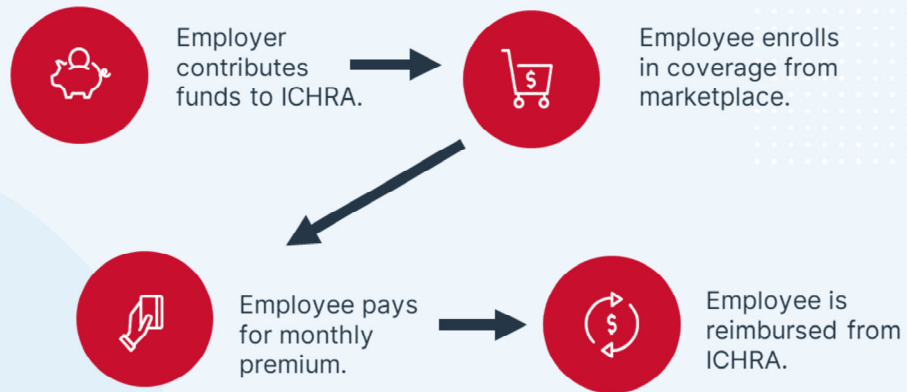 Employer
contributes
funds to ICHRA.
$
Employee enrolls
in coverage from
marketplace.
Employee pays
for monthly
premium.
$
Employee is
reimbursed from
ICHRA.